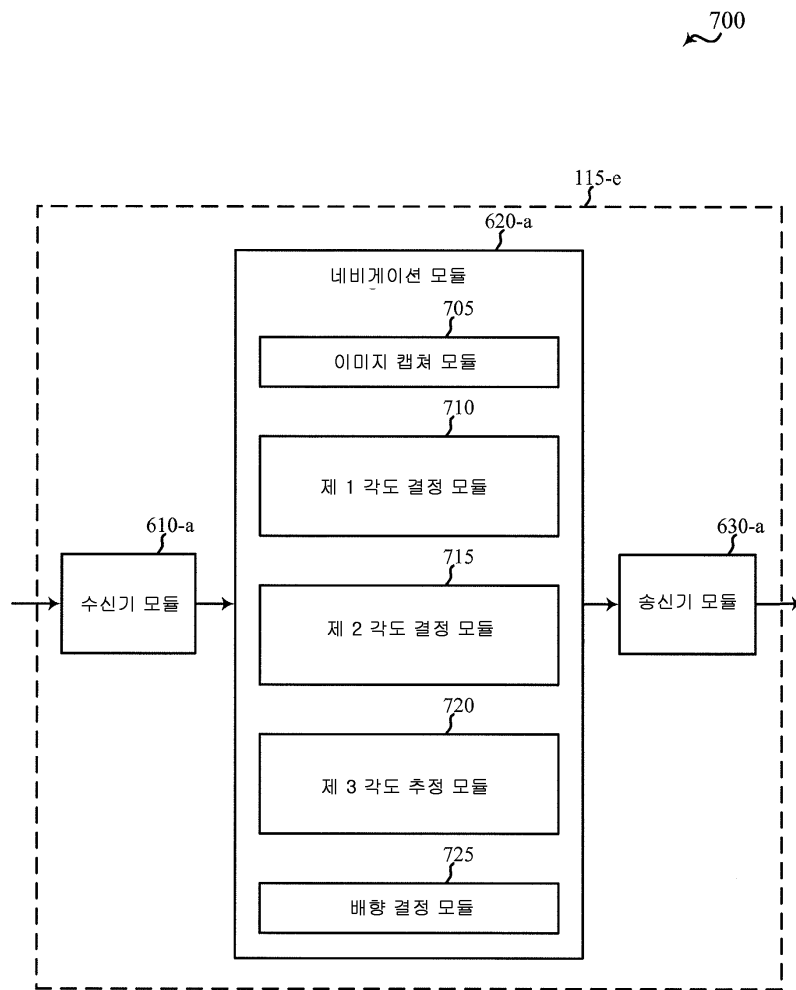 700
115-e
620-a
네비게이션 모듈
705
이미지 캡쳐 모듈
710
제 1 각도 결정 모듈
610-a
수신기 모듈
715
제 2 각도 결정 모듈
630-a
송신기 모듈
720
제 3 각도 추정 모듈
725
배향 결정 모듈